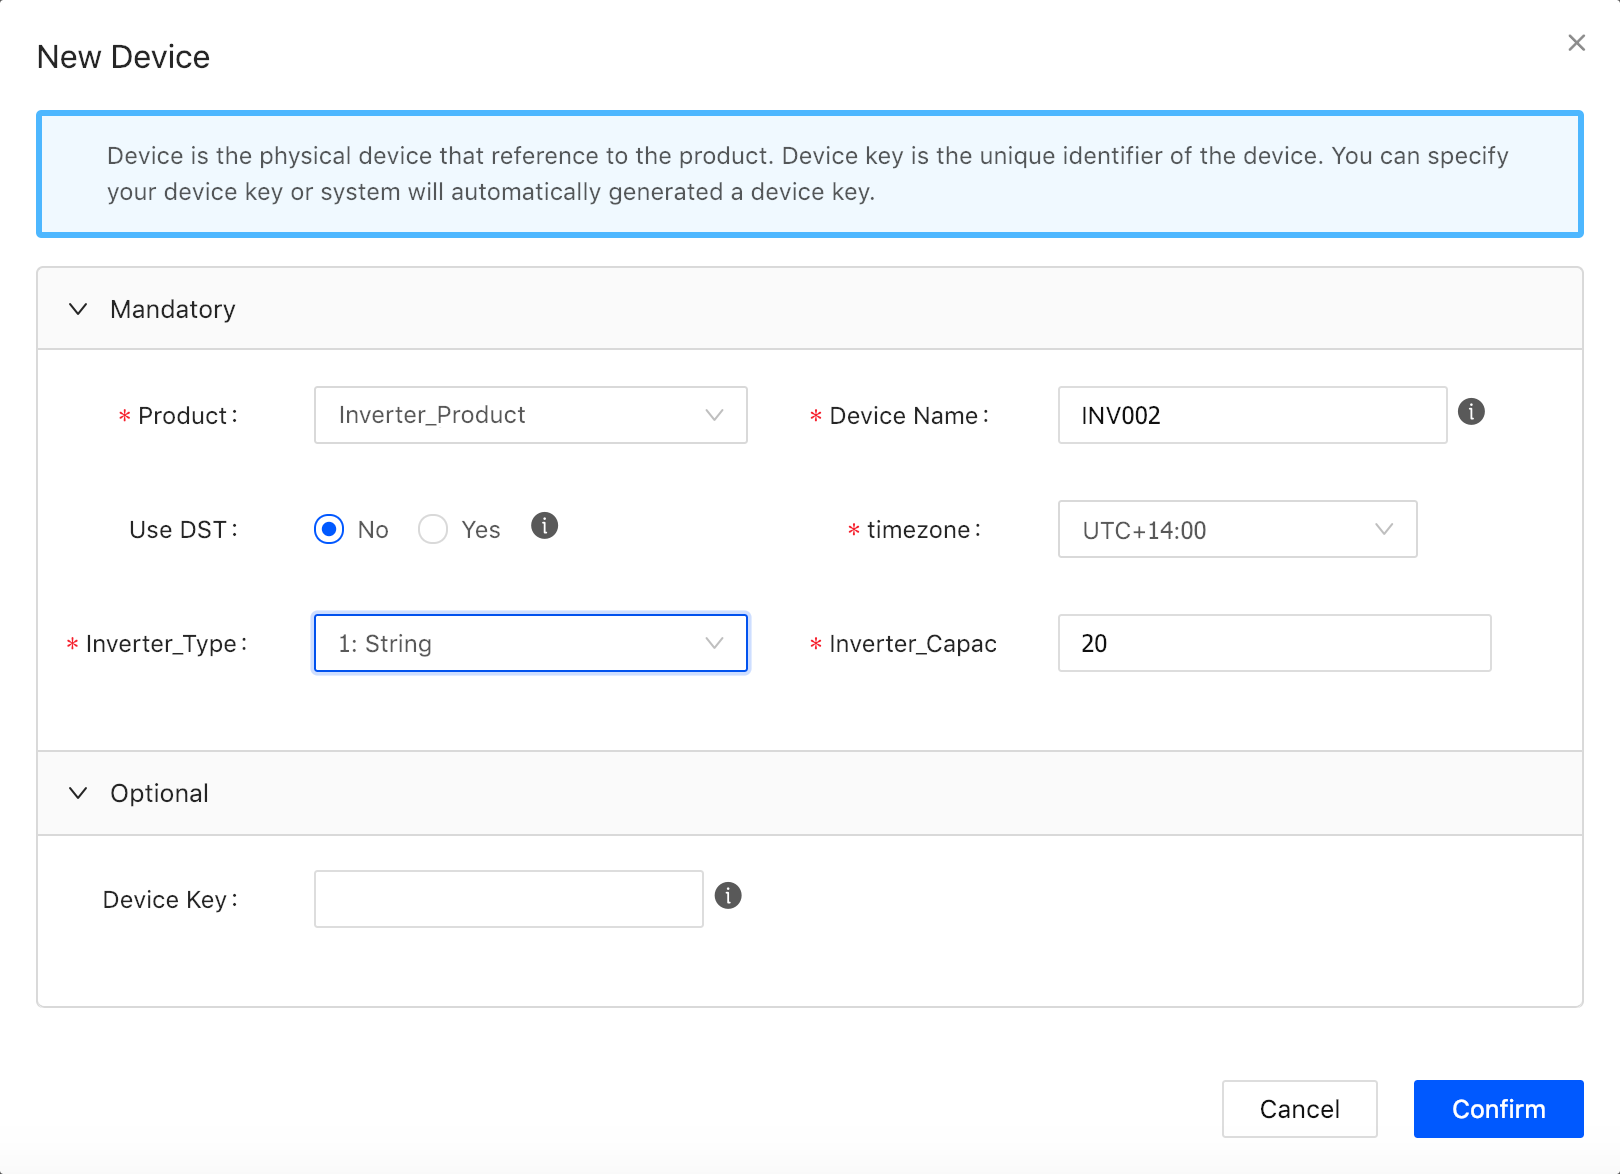 New Device
Device is the physical device that reference to the product. Device key is the unique identifier of the device. You can specify
your device key or system will automatically generated a device key.
Mandatory
* Product: Inverter_Product * Device Name: INV002
Use DST: No Yes * timezone: UTC+14:00
* Inverter_Type: 1: String * Inverter_Capac 20
Optional
Device Key:
Cancel Confirm